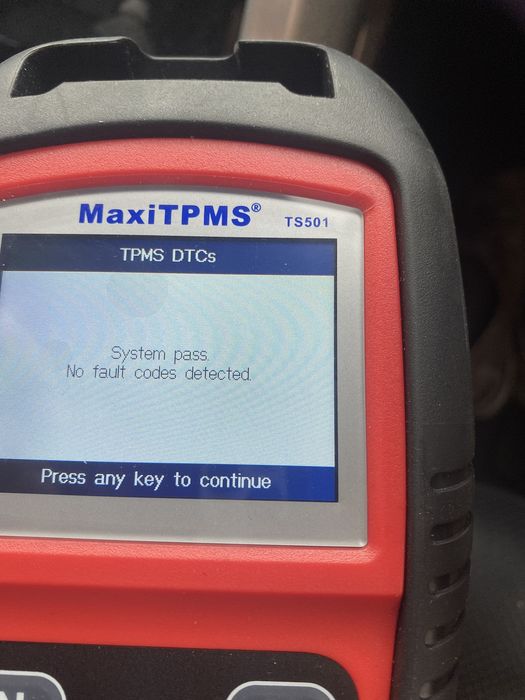 MaxiTPMS® TS501
TPMS DTCs
System pass.
No fault codes detected.
Press any key to continue